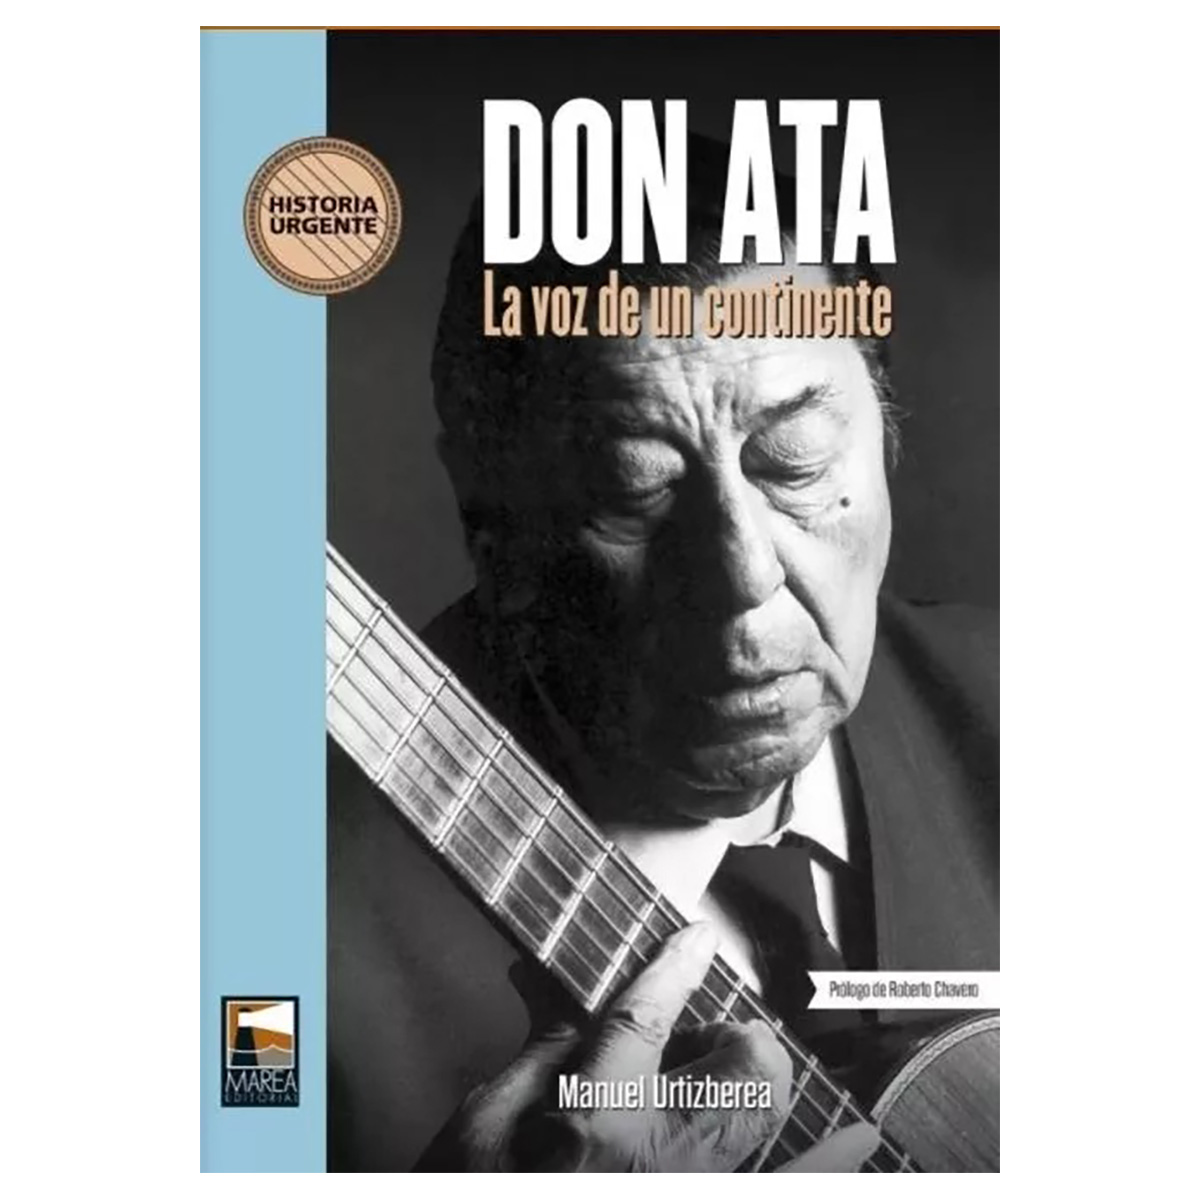 DON ATA
La voz de un continente
HISTORIA
URGENTE
Prólogo de Roberto Chavero
Manuel Urtizberea
MAREA
EDITORIAL